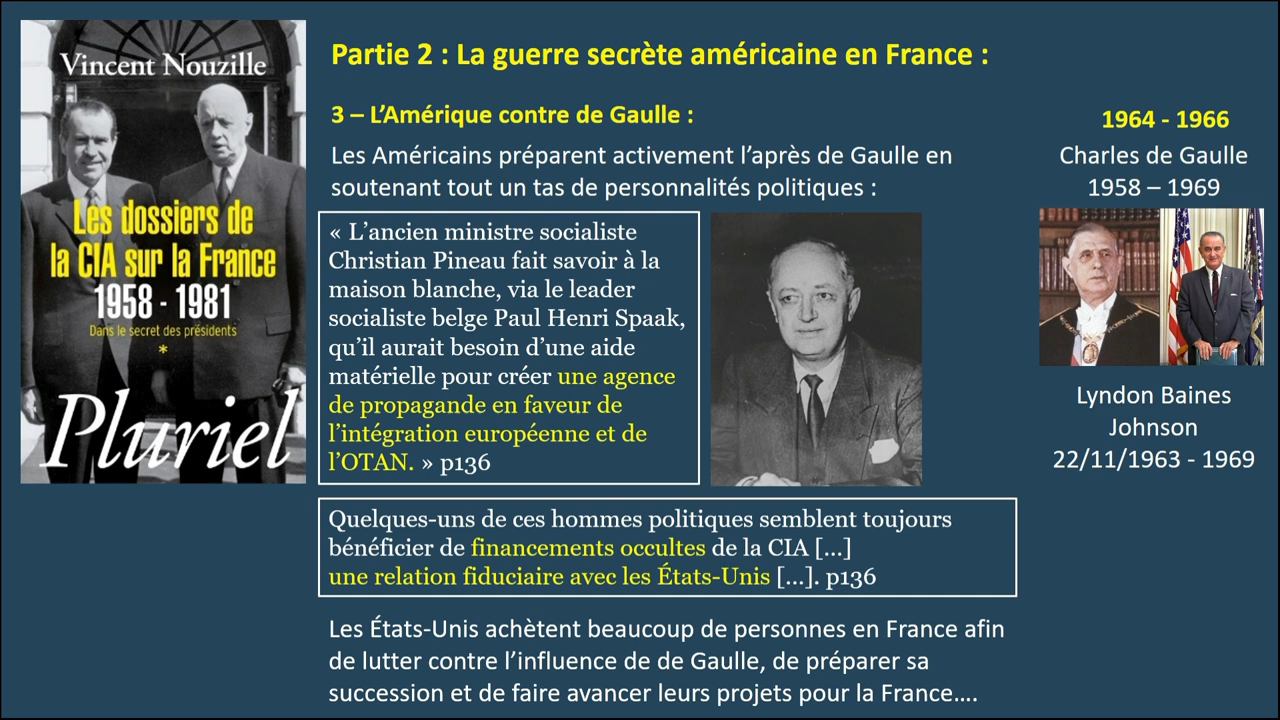 Vincent Nouzille
Les dossiers de
la CIA sur la France
1958 - 1981
Dans le secret des présidents
*
Pluriel
Partie 2 : La guerre secrète américaine en France :
3 – L’Amérique contre de Gaulle :
Les Américains préparent activement l’après de Gaulle en
soutenant tout un tas de personnalités politiques :
« L’ancien ministre socialiste
Christian Pineau fait savoir à la
maison blanche, via le leader
socialiste belge Paul Henri Spaak,
qu’il aurait besoin d’une aide
matérielle pour créer une agence
de propagande en faveur de
l’intégration européenne et de
l’OTAN. » p136
Quelques-uns de ces hommes politiques semblent toujours
bénéficier de financements occultes de la CIA [...]
une relation fiduciaire avec les États-Unis [...]. p136
Les États-Unis achètent beaucoup de personnes en France afin
de lutter contre l’influence de de Gaulle, de préparer sa
succession et de faire avancer leurs projets pour la France….
1964 - 1966
Charles de Gaulle
1958 – 1969
Lyndon Baines
Johnson
22/11/1963 - 1969